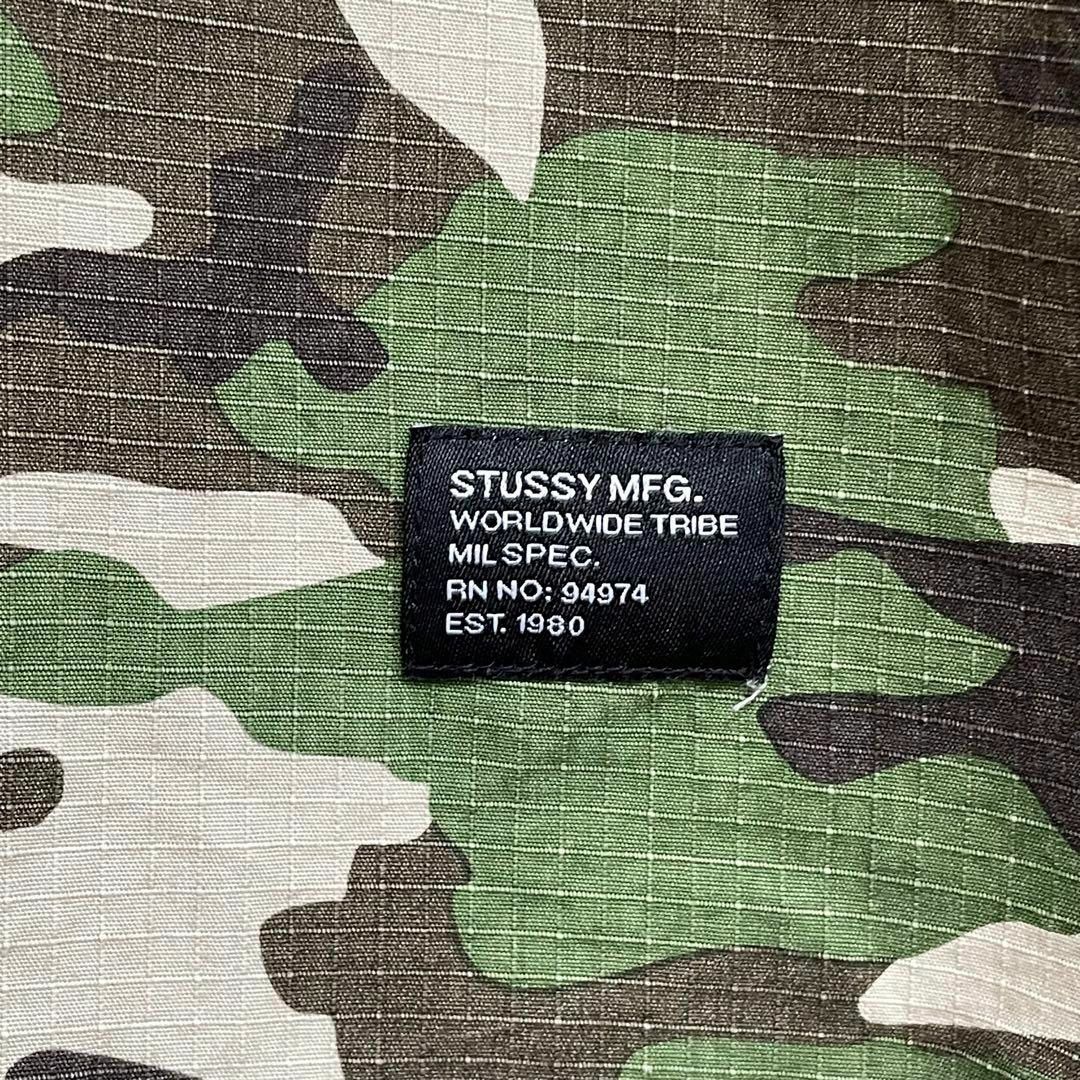 STUSSY MFG.
WORLDWIDE TRIBE
MIL SPEC.
RN NO: 94974
EST. 1980